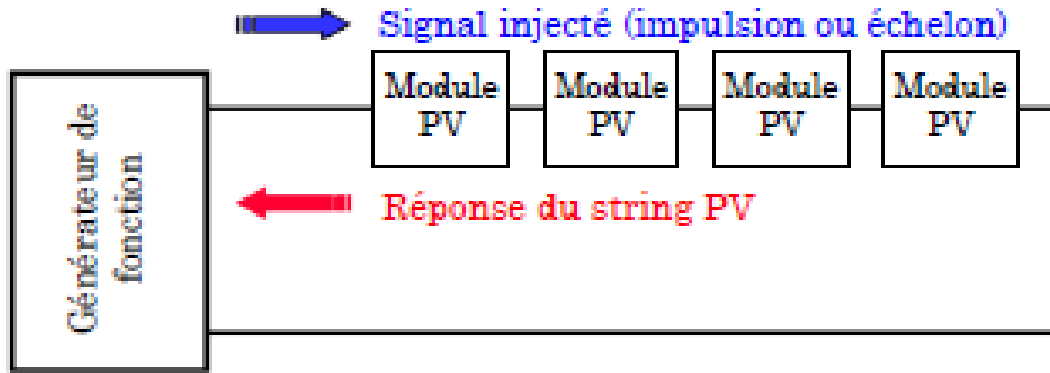 Signal injecté (impulsion ou échelon)
Module
PV
Module
PV
Module
PV
Module
PV
Réponse du string PV
Générateur de
fonction